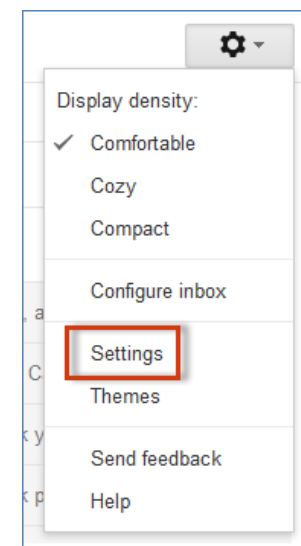 Display density:
Comfortable
Cozy
Compact
Configure inbox
, a
Settings
C
Themes
k y
Send feedback
k p
Help